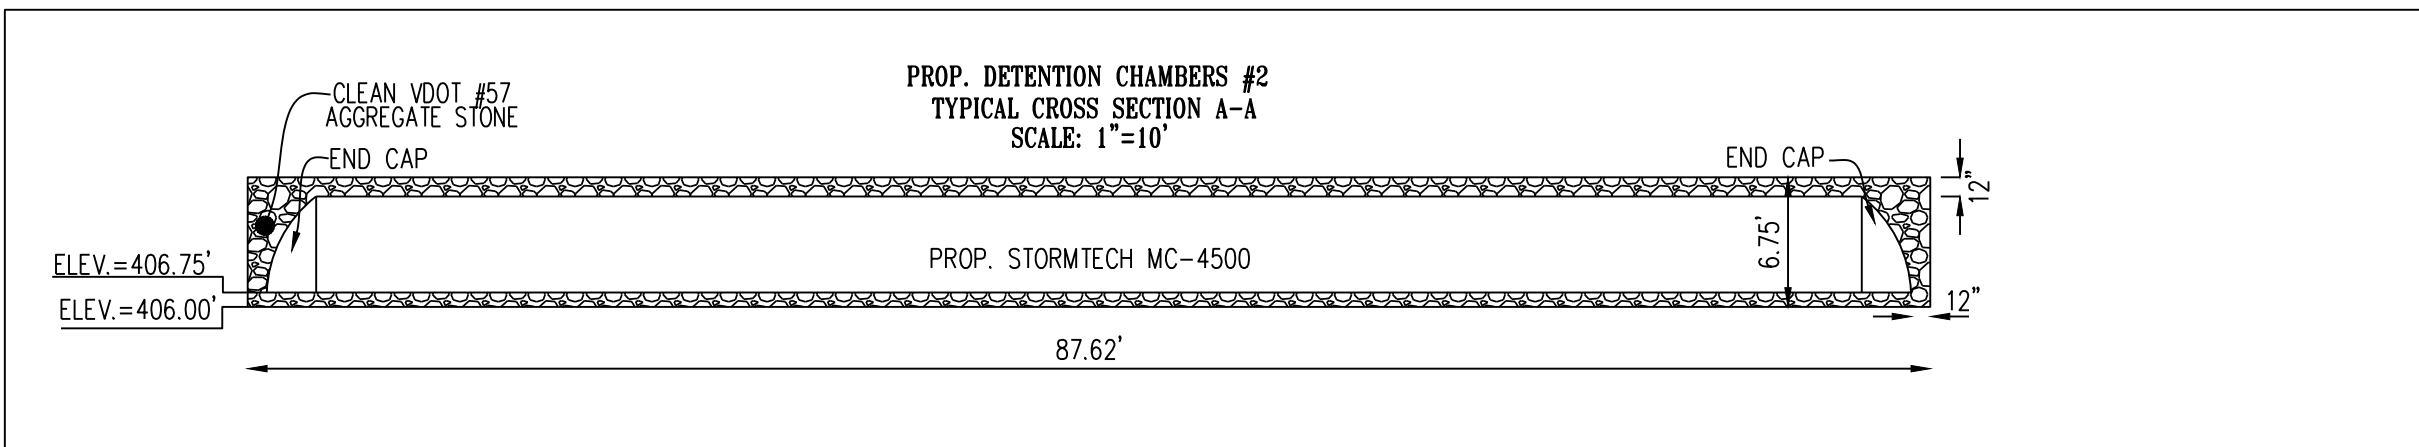 PROP. DETENTION CHAMBERS #2
TYPICAL CROSS SECTION A-A
SCALE: 1"=10'
CLEAN VDOT #57
AGGREGATE STONE
END CAP
END CAP
12"
6.75'
PROP. STORMTECH MC-4500
ELEV.=406.75'
ELEV.=406.00'
12"
87.62'